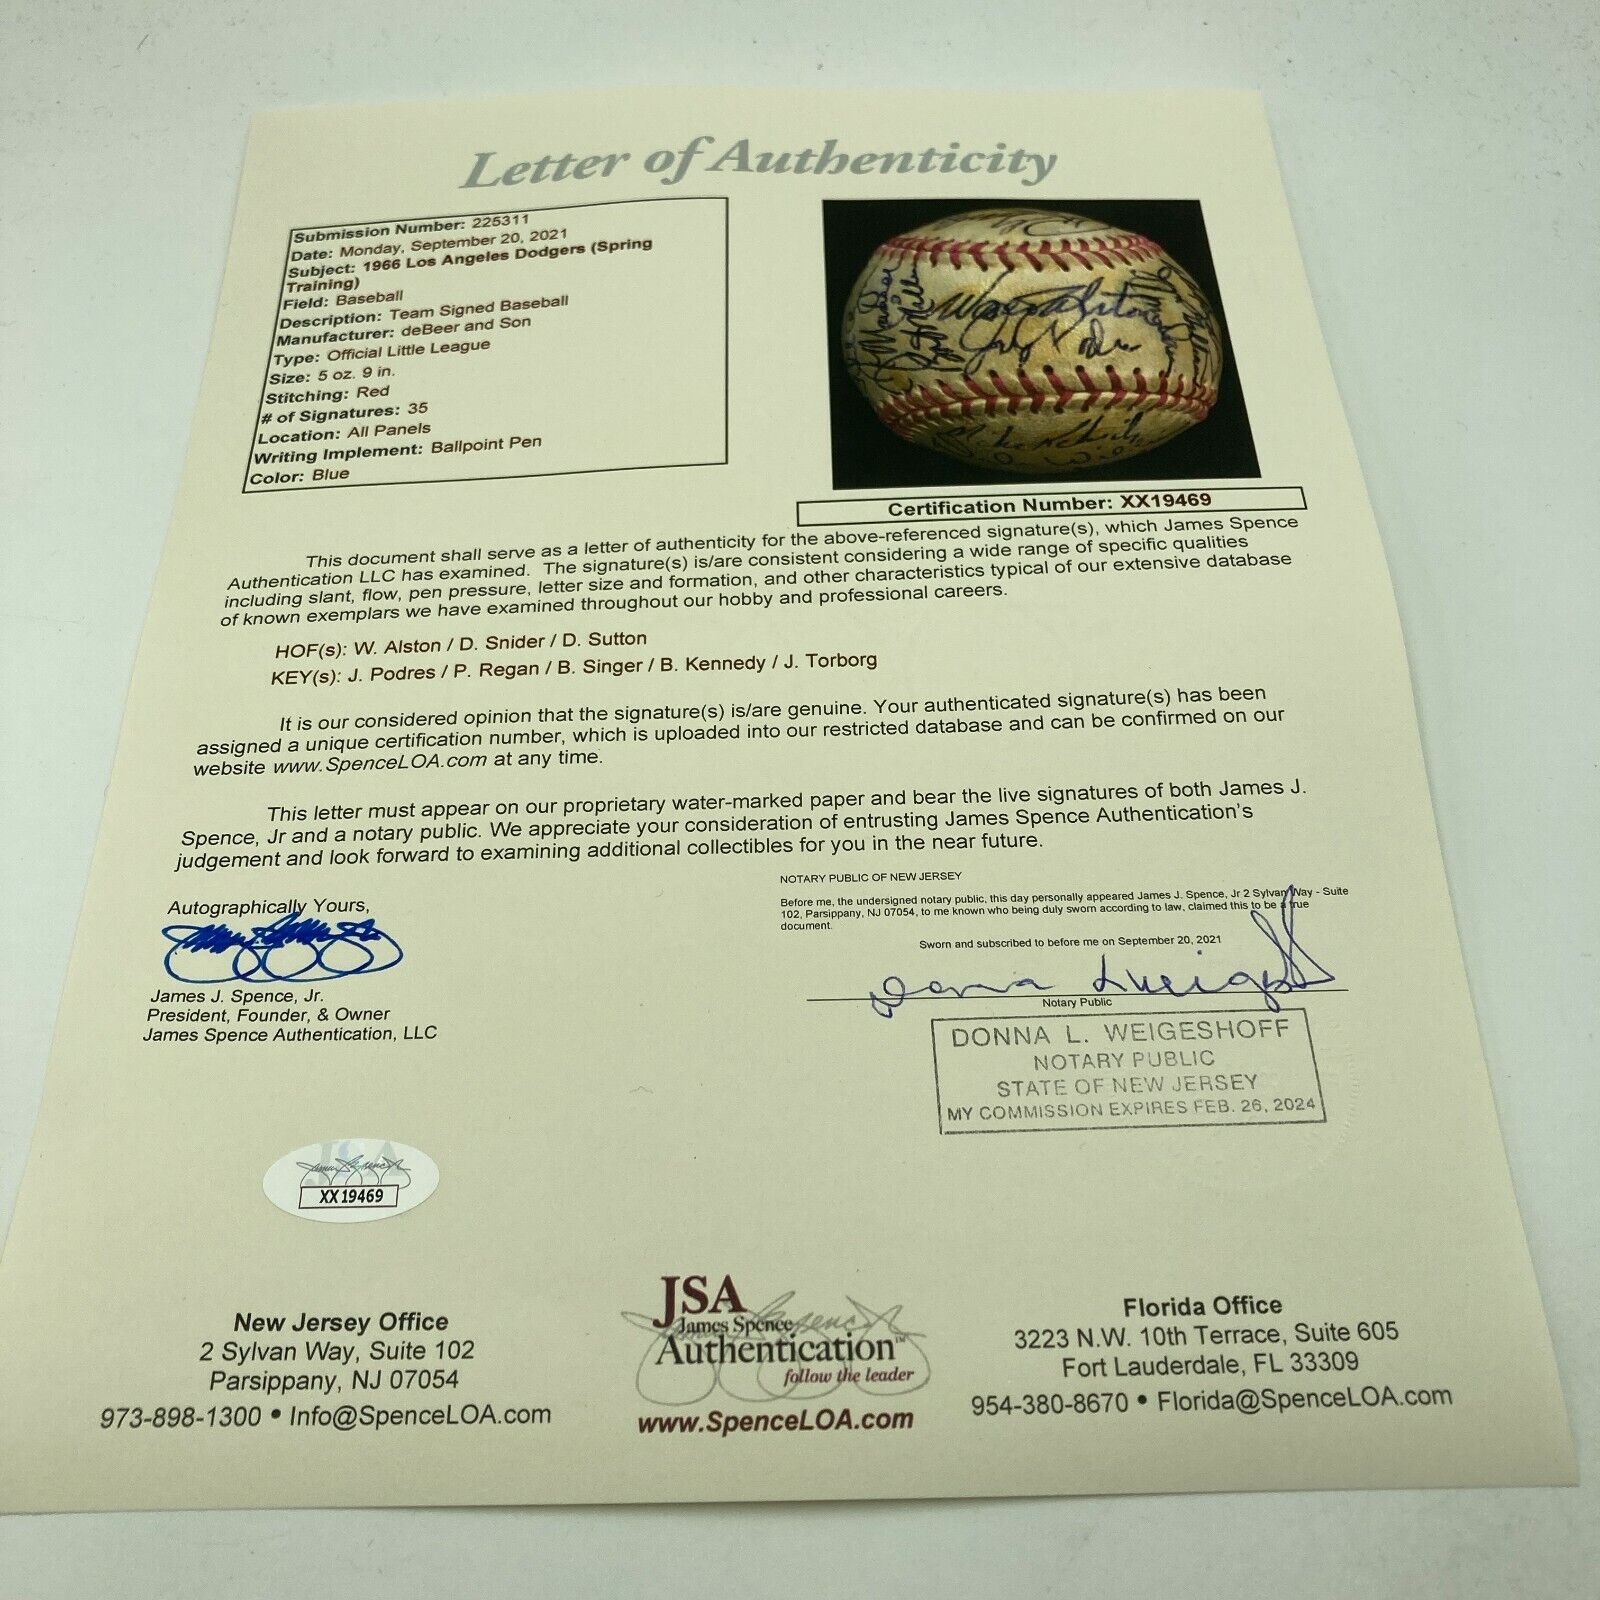 Letter of Authenticity
Submission Number: 225311
Date: Monday, September 20, 2021
Subject: 1966 Los Angeles Dodgers (Spring
Training)
Field: Baseball
Description: Team Signed Baseball
Manufacturer: deBeer and Son
Type: Official Little League
Size: 5 oz. 9 in.
Stitching: Red
# of Signatures: 35
Location: All Panels
Writing Implement: Ballpoint Pen
Color: Blue
Certification Number: XX19469
This document shall serve as a letter of authenticity for the above-referenced signature(s), which James Spence
Authentication LLC has examined. The signature(s) is/are consistent considering a wide range of specific qualities
including slant, flow, pen pressure, letter size and formation, and other characteristics typical of our extensive database
of known exemplars we have examined throughout our hobby and professional careers.
HOF(s): W. Alston / D. Snider / D. Sutton
KEY(s): J. Podres / P. Regan / B. Singer / B. Kennedy / J. Torborg
It is our considered opinion that the signature(s) is/are genuine. Your authenticated signature(s) has been
assigned a unique certification number, which is uploaded into our restricted database and can be confirmed on our
website www.SpenceLOA.com at any time.
This letter must appear on our proprietary water-marked paper and bear the live signatures of both James J.
Spence, Jr and a notary public. We appreciate your consideration of entrusting James Spence Authentication's
judgement and look forward to examining additional collectibles for you in the near future.
Autographically Yours,
James J. Spence, Jr.
President, Founder, & Owner
James Spence Authentication, LLC
NOTARY PUBLIC OF NEW JERSEY
Before me, the undersigned notary public, this day personally appeared James J. Spence, Jr 2 Sylvan Way - Suite
102, Parsippany, NJ 07054, to me known who being duly sworn according to law, claimed this to be a true
document.
Sworn and subscribed to before me on September 20, 2021
Notary Public
DONNA L. WEIGESHOFF
NOTARY PUBLIC
STATE OF NEW JERSEY
MY COMMISSION EXPIRES FEB. 26, 2024
JSA
XX19469
New Jersey Office
2 Sylvan Way, Suite 102
Parsippany, NJ 07054
973-898-1300 • Info@SpenceLOA.com
JSA
James Spence
Authentication™
follow the leader
www.SpenceLOA.com
Florida Office
3223 N.W. 10th Terrace, Suite 605
Fort Lauderdale, FL 33309
954-380-8670 • Florida@SpenceLOA.com